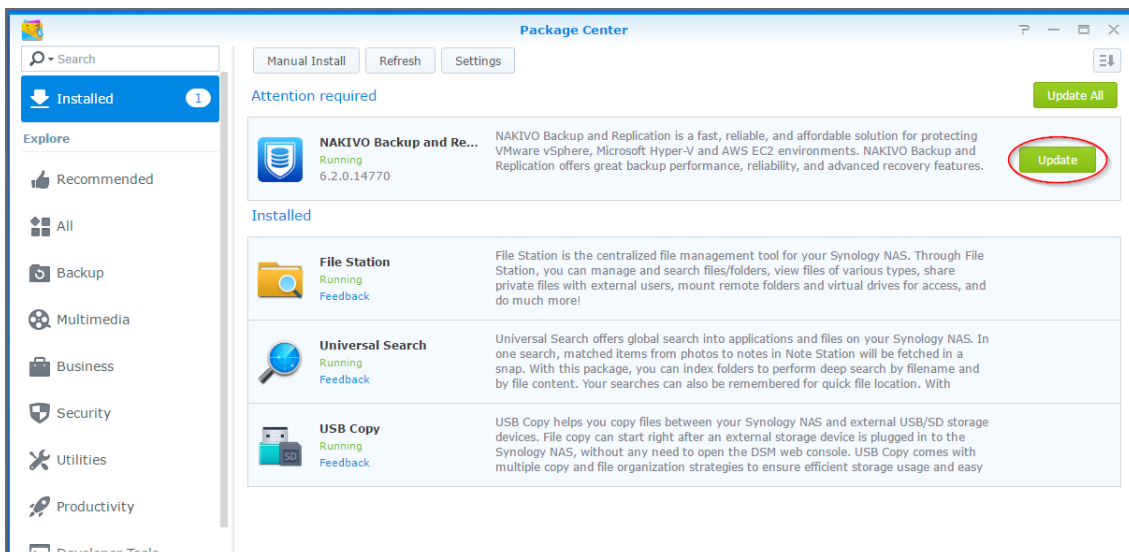 Package Center
Search
Manual Install
Refresh
Settings
Installed
1
Attention required
Update All
Explore
NAKIVO Backup and Re...
Running
6.2.0.14770
NAKIVO Backup and Replication is a fast, reliable, and affordable solution for protecting
VMware vSphere, Microsoft Hyper-V and AWS EC2 environments. NAKIVO Backup and
Replication offers great backup performance, reliability, and advanced recovery features.
Update
Recommended
All
Backup
Multimedia
Business
Security
Utilities
Productivity
Developer Tools
Installed
File Station
Running
Feedback
File Station is the centralized file management tool for your Synology NAS. Through File
Station, you can manage and search files/folders, view files of various types, share
private files with external users, mount remote folders and virtual drives for access, and
do much more!
Universal Search
Running
Feedback
Universal Search offers global search into applications and files on your Synology NAS. In
one search, matched items from photos to notes in Note Station will be fetched in a
snap. With this package, you can index folders to perform deep search by filename and
by file content. Your searches can also be remembered for quick file location. With
USB Copy
Running
Feedback
SD
USB Copy helps you copy files between your Synology NAS and external USB/SD storage
devices. File copy can start right after an external storage device is plugged in to the
Synology NAS, without any need to open the DSM web console. USB Copy comes with
multiple copy and file organization strategies to ensure efficient storage usage and easy